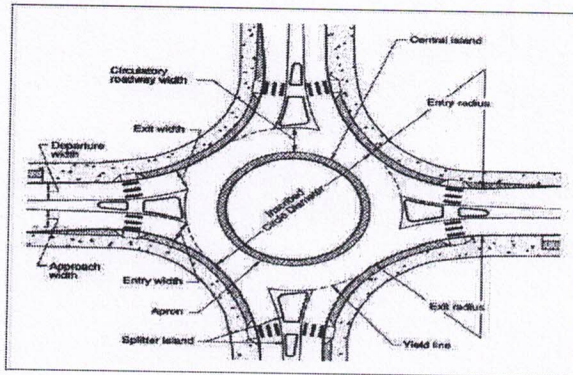 Central island
Circulatory
roadway width
Entry radius
Exit width
Departure
width
Inscribed
Circle Diameter
Approach
width
Entry width
Apron
Exit radius
Splitter island
Yield line